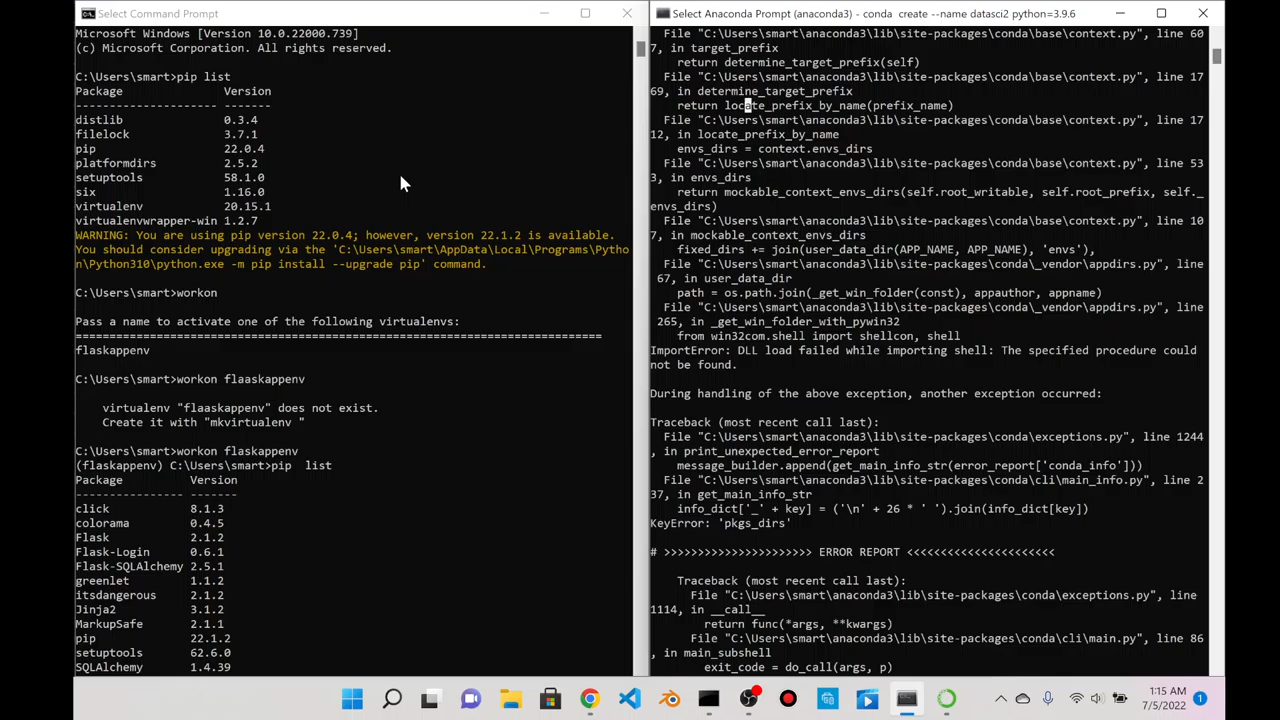 Select Command Prompt
Microsoft Windows [Version 10.0.22000.739]
(c) Microsoft Corporation. All rights reserved.
C:\Users\smart>pip list
Package Version
----------------------- -------
distlib 0.3.4
filelock 3.7.1
pip 22.0.4
platformdirs 2.5.2
setuptools 58.1.0
six 1.16.0
virtualenv 20.15.1
virtualenvwrapper-win 1.2.7
WARNING: You are using pip version 22.0.4; however, version 22.1.2 is available.
You should consider upgrading via the 'C:\Users\smart\AppData\Local\Programs\Pytho
n\Python310\python.exe -m pip install --upgrade pip' command.
C:\Users\smart>workon
Pass a name to activate one of the following virtualenvs:
==============================================================================
flaskappenv
C:\Users\smart>workon flaaskappenv
virtualenv "flaaskappenv" does not exist.
Create it with "mkvirtualenv "
C:\Users\smart>workon flaskappenv
(flaskappenv) C:\Users\smart>pip list
Package Version
---------------- -------
click 8.1.3
colorama 0.4.5
Flask 2.1.2
Flask-Login 0.6.1
Flask-SQLAlchemy 2.5.1
greenlet 1.1.2
itsdangerous 2.1.2
Jinja2 3.1.2
MarkupSafe 2.1.1
pip 22.1.2
setuptools 62.6.0
SQLAlchemy 1.4.39
Select Anaconda Prompt (anaconda3) - conda create --name datasci2 python=3.9.6
File "C:\Users\smart\anaconda3\lib\site-packages\conda\base\context.py", line 60
7, in target_prefix
return determine_target_prefix(self)
File "C:\Users\smart\anaconda3\lib\site-packages\conda\base\context.py", line 17
69, in determine_target_prefix
return locate_prefix_by_name(prefix_name)
File "C:\Users\smart\anaconda3\lib\site-packages\conda\base\context.py", line 17
12, in locate_prefix_by_name
envs_dirs = context.envs_dirs
File "C:\Users\smart\anaconda3\lib\site-packages\conda\base\context.py", line 53
3, in envs_dirs
return mockable_context_envs_dirs(self.root_writable, self.root_prefix, self._
envs_dirs)
File "C:\Users\smart\anaconda3\lib\site-packages\conda\base\context.py", line 10
7, in mockable_context_envs_dirs
fixed_dirs += join(user_data_dir(APP_NAME, APP_NAME), 'envs'),
File "C:\Users\smart\anaconda3\lib\site-packages\conda\_vendor\appdirs.py", line
67, in user_data_dir
path = os.path.join(_get_win_folder(const), appauthor, appname)
File "C:\Users\smart\anaconda3\lib\site-packages\conda\_vendor\appdirs.py", line
265, in _get_win_folder_with_pywin32
from win32com.shell import shellcon, shell
ImportError: DLL load failed while importing shell: The specified procedure could
not be found.
During handling of the above exception, another exception occurred:
Traceback (most recent call last):
File "C:\Users\smart\anaconda3\lib\site-packages\conda\exceptions.py", line 1244
, in print_unexpected_error_report
message_builder.append(get_main_info_str(error_report['conda_info']))
File "C:\Users\smart\anaconda3\lib\site-packages\conda\cli\main_info.py", line 2
37, in get_main_info_str
info_dict['_' + key] = ('\n' + 26 * ' ').join(info_dict[key])
KeyError: 'pkgs_dirs'
# >>>>>>>>>>>>>>>>>>>>>> ERROR REPORT <<<<<<<<<<<<<<<<<<<<<<
Traceback (most recent call last):
File "C:\Users\smart\anaconda3\lib\site-packages\conda\exceptions.py", line
1114, in __call__
return func(*args, **kwargs)
File "C:\Users\smart\anaconda3\lib\site-packages\conda\cli\main.py", line 86
, in main_subshell
exit_code = do_call(args, p)
1:15 AM
7/5/2022
1